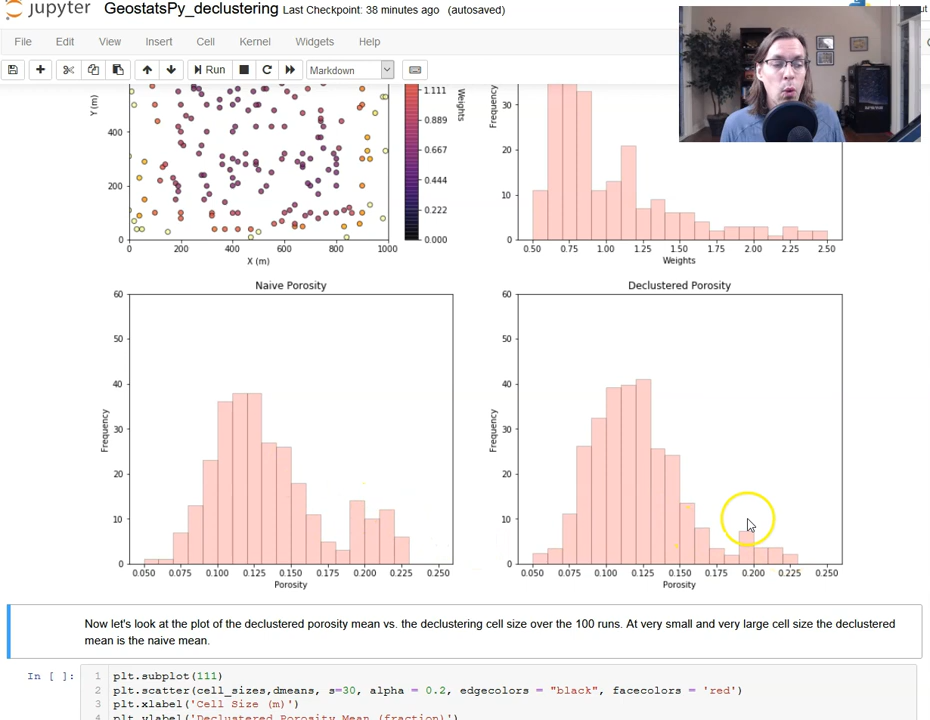 jupyter GeostatsPy_declustering Last Checkpoint: 38 minutes ago (autosaved)
File Edit View Insert Cell Kernel Widgets Help
Run Markdown
Y (m)
400
200
0
0 200 400 600 800 1000
X (m)
1.111
0.889
0.667
0.444
0.222
0.000
Weights
Frequency
30
20
10
0
0.50 0.75 1.00 1.25 1.50 1.75 2.00 2.25 2.50
Weights
Naive Porosity
60
50
40
30
20
10
0
Frequency
0.050 0.075 0.100 0.125 0.150 0.175 0.200 0.225 0.250
Porosity
Declustered Porosity
60
50
40
30
20
10
0
Frequency
0.050 0.075 0.100 0.125 0.150 0.175 0.200 0.225 0.250
Porosity
Now let's look at the plot of the declustered porosity mean vs. the declustering cell size over the 100 runs. At very small and very large cell size the declustered
mean is the naive mean.
In [ ]:
1 plt.subplot(111)
2 plt.scatter(cell_sizes,dmeans, s=30, alpha = 0.2, edgecolors = "black", facecolors = 'red')
3 plt.xlabel('Cell Size (m)')
4 plt.ylabel('Declustered Porosity Mean (fraction)')